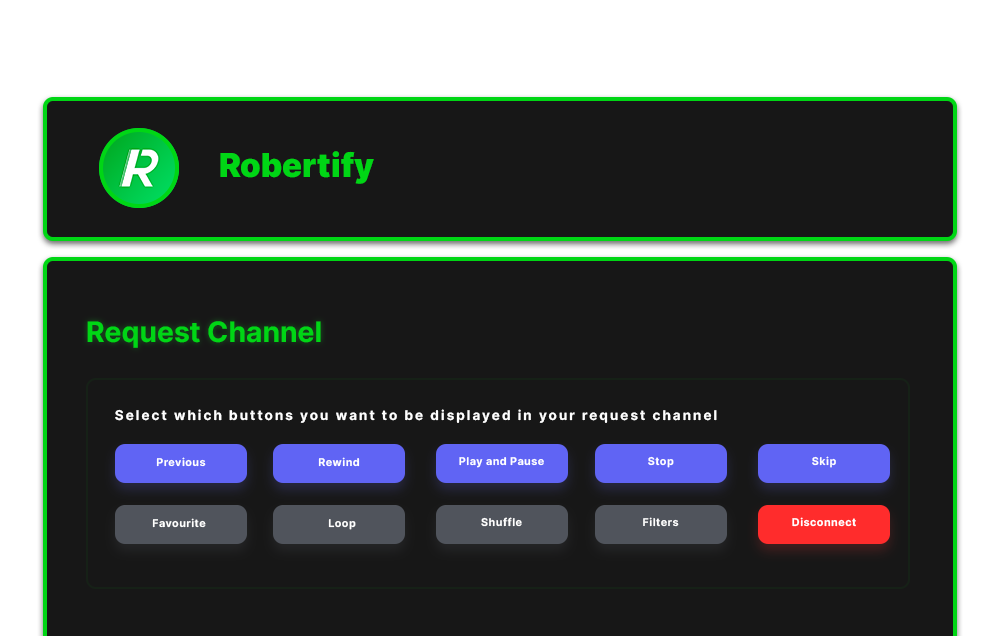 R
Robertify
Request Channel
Select which buttons you want to be displayed in your request channel
Previous Rewind Play and Pause Stop Skip
Favourite Loop Shuffle Filters Disconnect